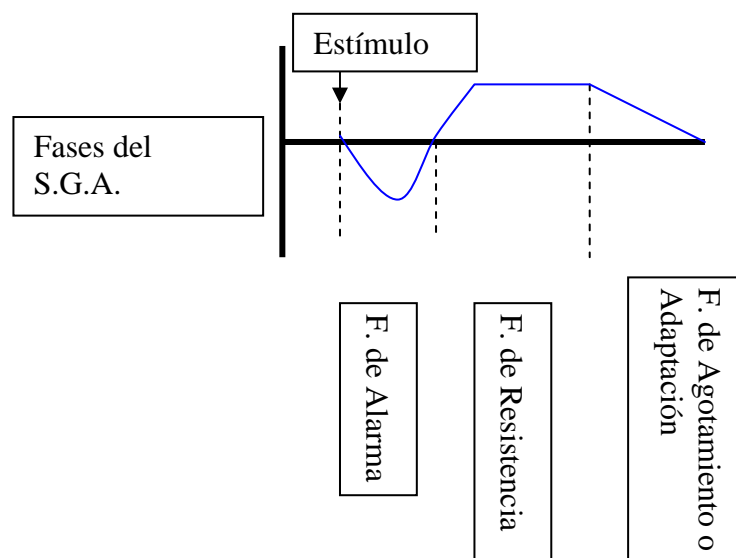 Estímulo
Fases del
S.G.A.
F. de Alarma
F. de Resistencia
F. de Agotamiento o
Adaptación